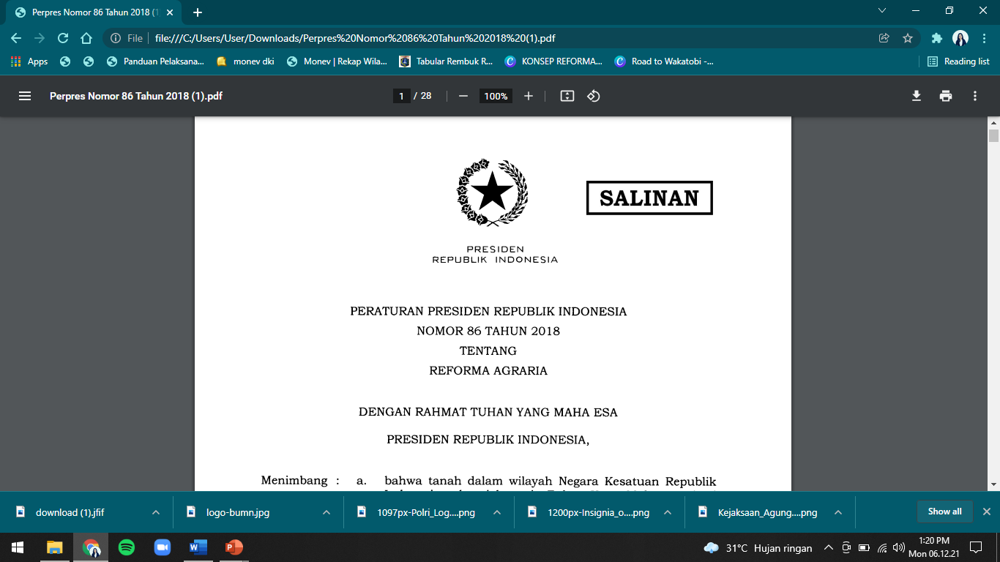 Perpres Nomor 86 Tahun 2018 (1
File
file:///C:/Users/User/Downloads/Perpres%20Nomor%2086%20Tahun%202018%20(1).pdf
Apps
Panduan Pelaksana...
monev dki
Monev | Rekap Wila...
Tabular Rembuk R...
KONSEP REFORMA...
Road to Wakatobi -...
Reading list
Perpres Nomor 86 Tahun 2018 (1).pdf
1 / 28
100%
SALINAN
PRESIDEN
REPUBLIK INDONESIA
PERATURAN PRESIDEN REPUBLIK INDONESIA
NOMOR 86 TAHUN 2018
TENTANG
REFORMA AGRARIA
DENGAN RAHMAT TUHAN YANG MAHA ESA
PRESIDEN REPUBLIK INDONESIA,
Menimbang : a. bahwa tanah dalam wilayah Negara Kesatuan Republik
download (1).jfif
logo-bumn.jpg
1097px-Polri_Log....png
1200px-Insignia_o....png
Kejaksaan_Agung....png
Show all
31°C Hujan ringan
1:20 PM
Mon 06.12.21